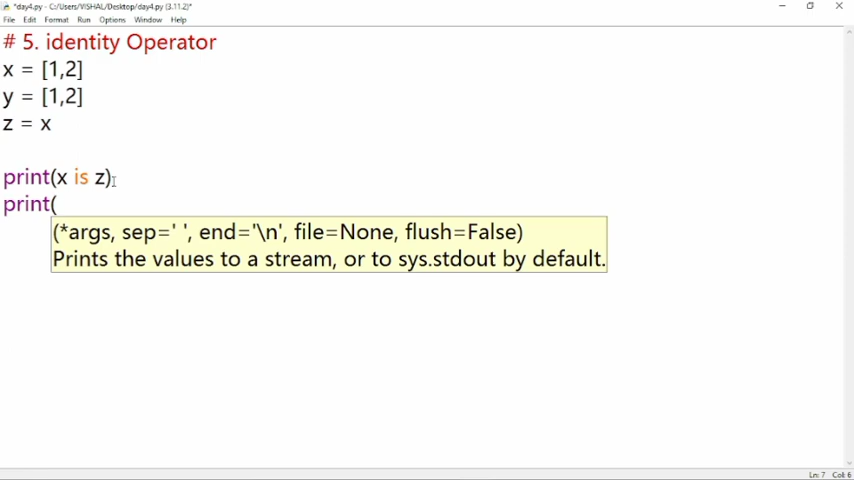 *day4.py - C:/Users/VISHAL/Desktop/day4.py (3.11.2)*
File Edit Format Run Options Window Help
# 5. identity Operator
x = [1,2]
y = [1,2]
z = x
print(x is z)
print(
(*args, sep=' ', end='\n', file=None, flush=False)
Prints the values to a stream, or to sys.stdout by default.
Ln: 7 Col: 6